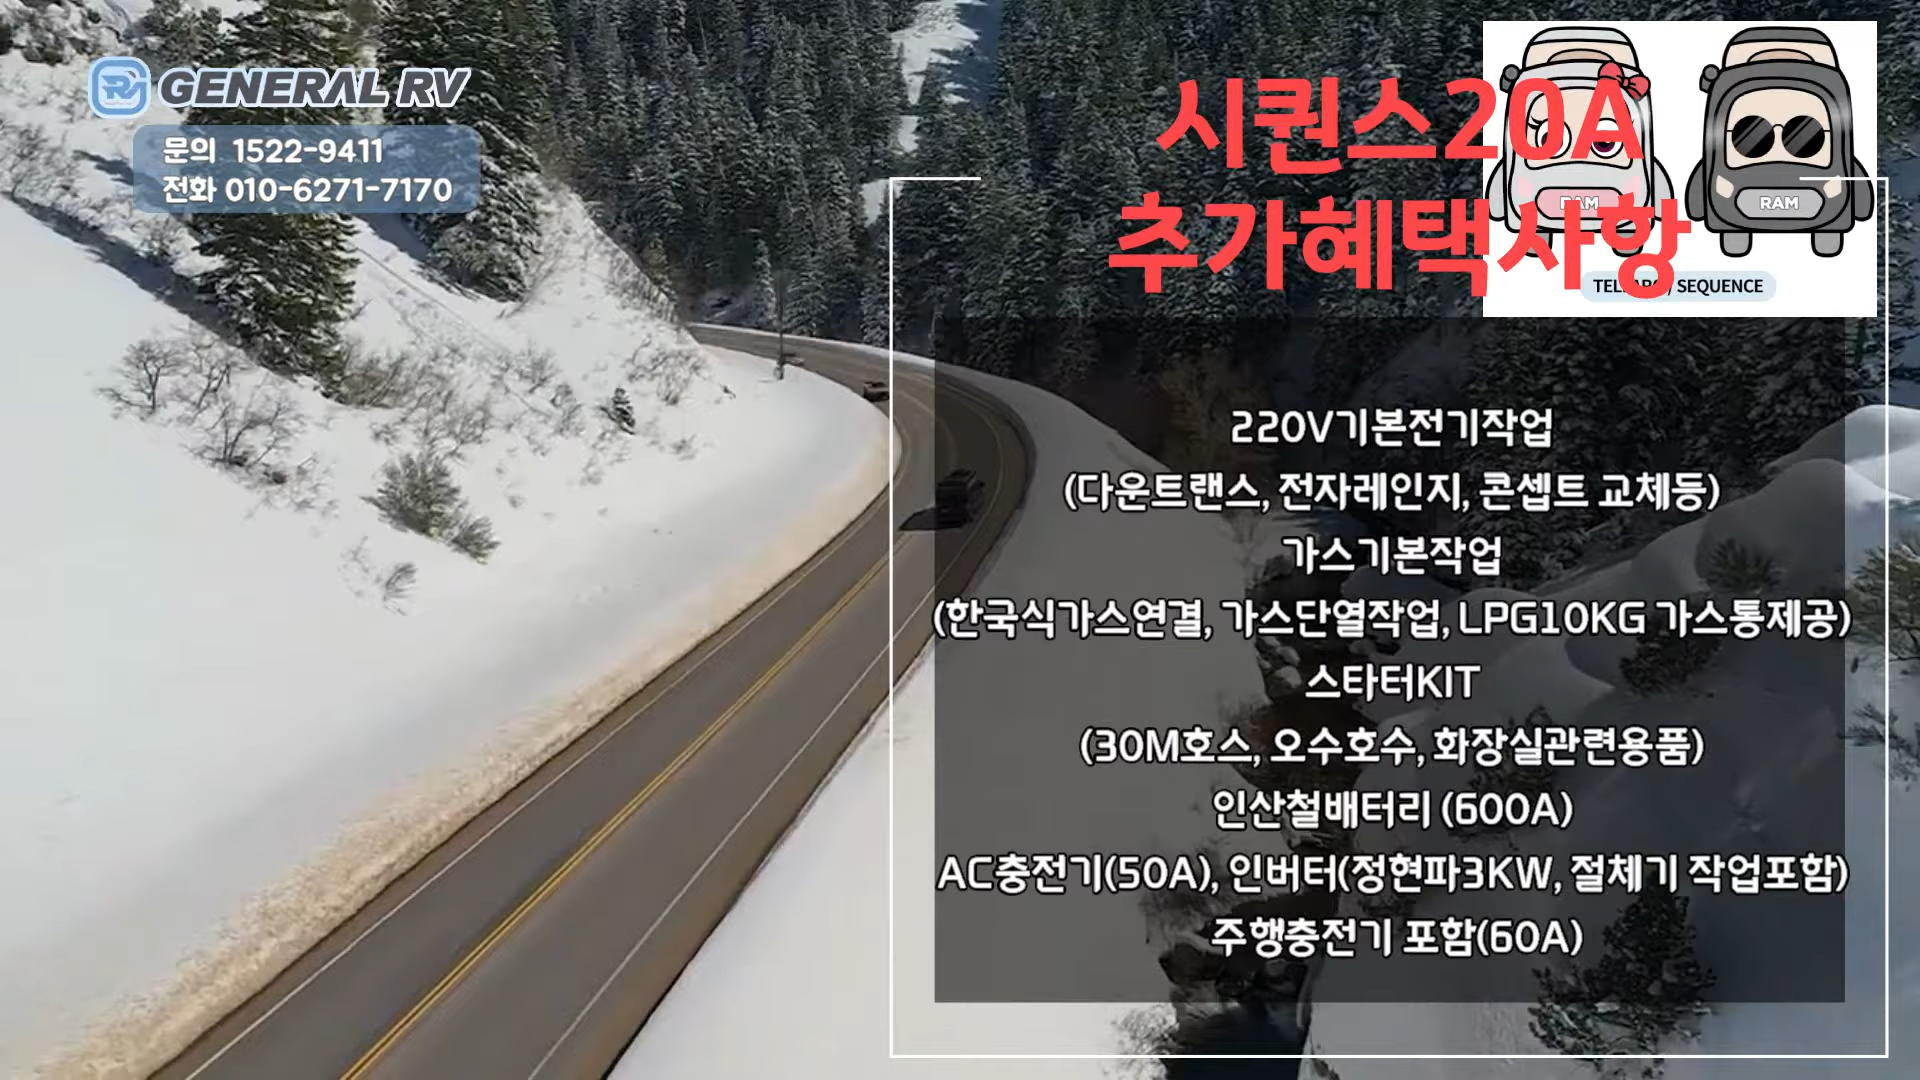 GENERAL RV
문의 1522-9411
전화 010-6271-7170
시퀀스20A
추가혜택사항
RAM
RAM
/ SEQUENCE
220V기본전기작업
(다운트랜스, 전자레인지, 콘셉트 교체등)
가스기본작업
(한국식가스연결, 가스단열작업, LPG10KG 가스통제공)
스타터KIT
(30M호스, 오수호수, 화장실관련용품)
인산철배터리 (600A)
AC충전기(50A), 인버터(정현파3KW, 절체기 작업포함)
주행충전기 포함(60A)